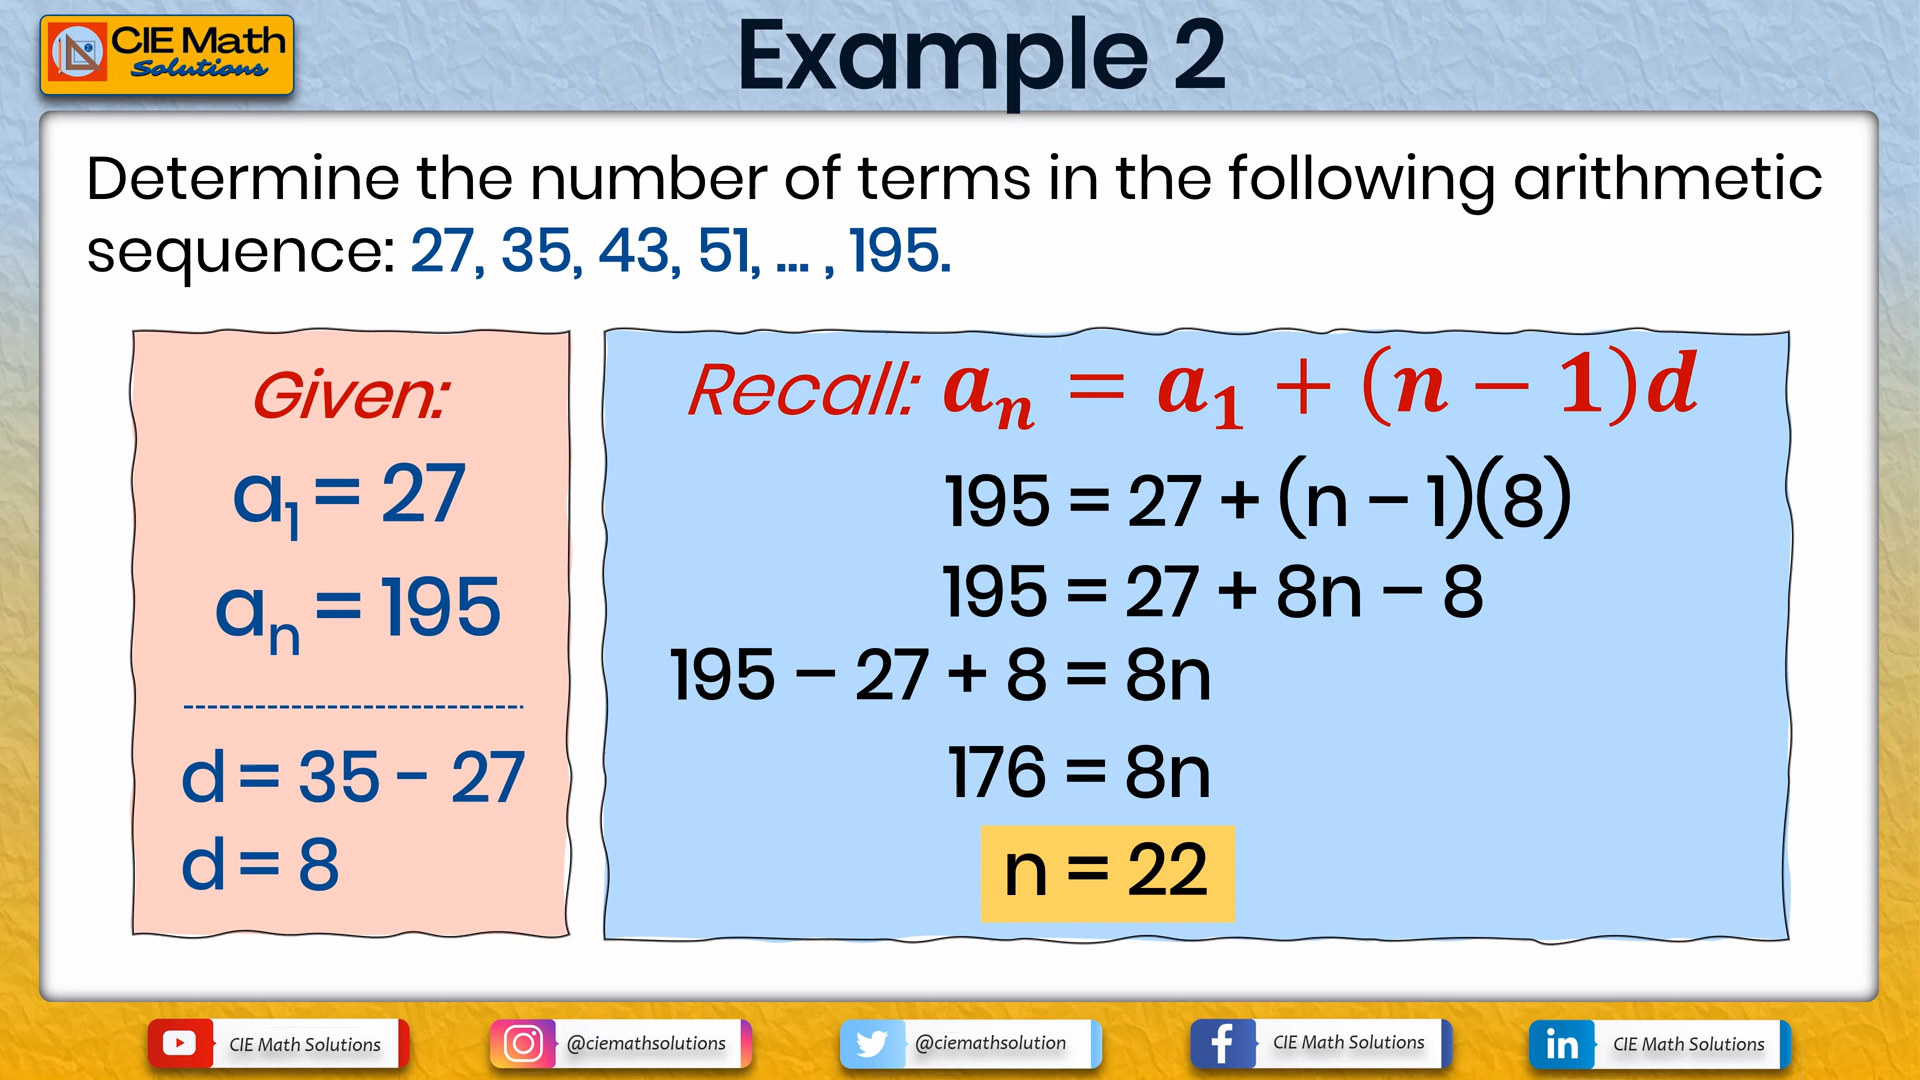 CIE Math
Solutions
Example 2
Determine the number of terms in the following arithmetic
sequence: 27, 35, 43, 51, ... , 195.
Given:
a₁ = 27
aₙ = 195
d = 35 - 27
d = 8
Recall: aₙ = a₁ + (n − 1)d
195 = 27 + (n – 1)(8)
195 = 27 + 8n – 8
195 – 27 + 8 = 8n
176 = 8n
n = 22
CIE Math Solutions
@ciemathsolutions
@ciemathsolution
CIE Math Solutions
CIE Math Solutions